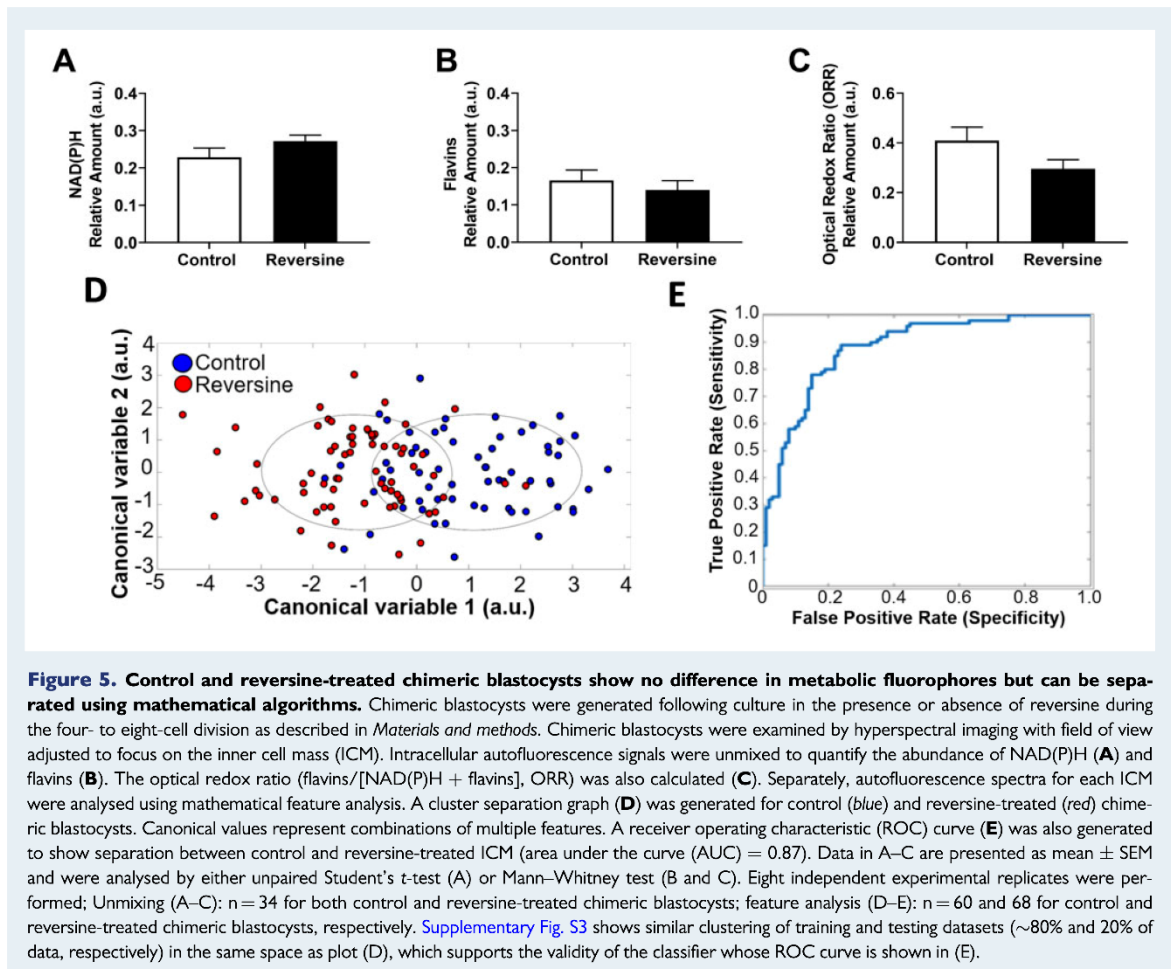 A
B
C
NAD(P)H
Relative Amount (a.u.)
0.4
0.3
0.2
0.1
0.0
Control
Reversine
Flavins
Relative Amount (a.u.)
0.4
0.3
0.2
0.1
0.0
Control
Reversine
Optical Redox Ratio (ORR)
Relative Amount (a.u.)
0.6
0.4
0.2
0.0
Control
Reversine
D
Canonical variable 2 (a.u.)
4
3
2
1
0
-1
-2
-3
Control
Reversine
-5
-4
-3
-2
-1
0
1
2
3
4
Canonical variable 1 (a.u.)
E
True Positive Rate (Sensitivity)
1.0
0.9
0.8
0.7
0.6
0.5
0.4
0.3
0.2
0.1
0
0
0.2
0.4
0.6
0.8
1.0
False Positive Rate (Specificity)
Figure 5. Control and reversine-treated chimeric blastocysts show no difference in metabolic fluorophores but can be sepa-
rated using mathematical algorithms. Chimeric blastocysts were generated following culture in the presence or absence of reversine during
the four- to eight-cell division as described in Materials and methods. Chimeric blastocysts were examined by hyperspectral imaging with field of view
adjusted to focus on the inner cell mass (ICM). Intracellular autofluorescence signals were unmixed to quantify the abundance of NAD(P)H (A) and
flavins (B). The optical redox ratio (flavins/[NAD(P)H + flavins], ORR) was also calculated (C). Separately, autofluorescence spectra for each ICM
were analysed using mathematical feature analysis. A cluster separation graph (D) was generated for control (blue) and reversine-treated (red) chime-
ric blastocysts. Canonical values represent combinations of multiple features. A receiver operating characteristic (ROC) curve (E) was also generated
to show separation between control and reversine-treated ICM (area under the curve (AUC) = 0.87). Data in A–C are presented as mean ± SEM
and were analysed by either unpaired Student's t-test (A) or Mann–Whitney test (B and C). Eight independent experimental replicates were per-
formed; Unmixing (A–C): n = 34 for both control and reversine-treated chimeric blastocysts; feature analysis (D–E): n = 60 and 68 for control and
reversine-treated chimeric blastocysts, respectively. Supplementary Fig. S3 shows similar clustering of training and testing datasets (~80% and 20% of
data, respectively) in the same space as plot (D), which supports the validity of the classifier whose ROC curve is shown in (E).